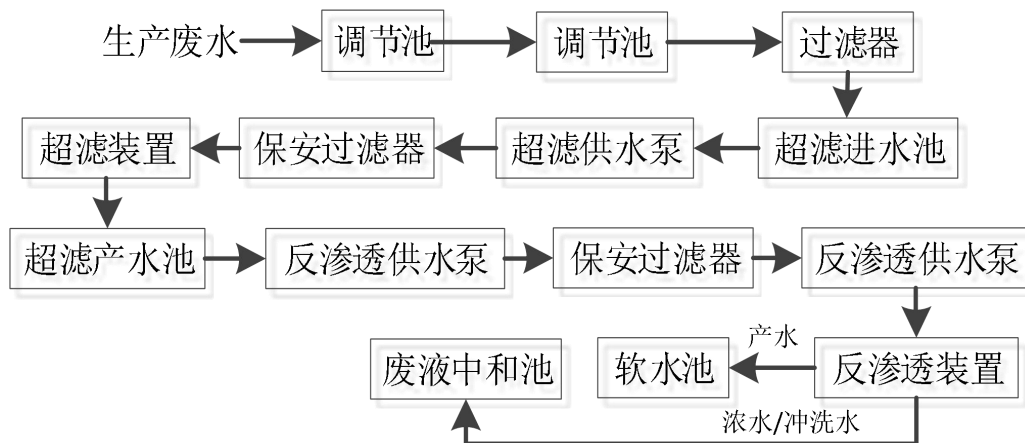 生产废水
调节池
调节池
过滤器
超滤装置
保安过滤器
超滤供水泵
超滤进水池
超滤产水池
反渗透供水泵
保安过滤器
反渗透供水泵
产水
废液中和池
软水池
反渗透装置
浓水/冲洗水